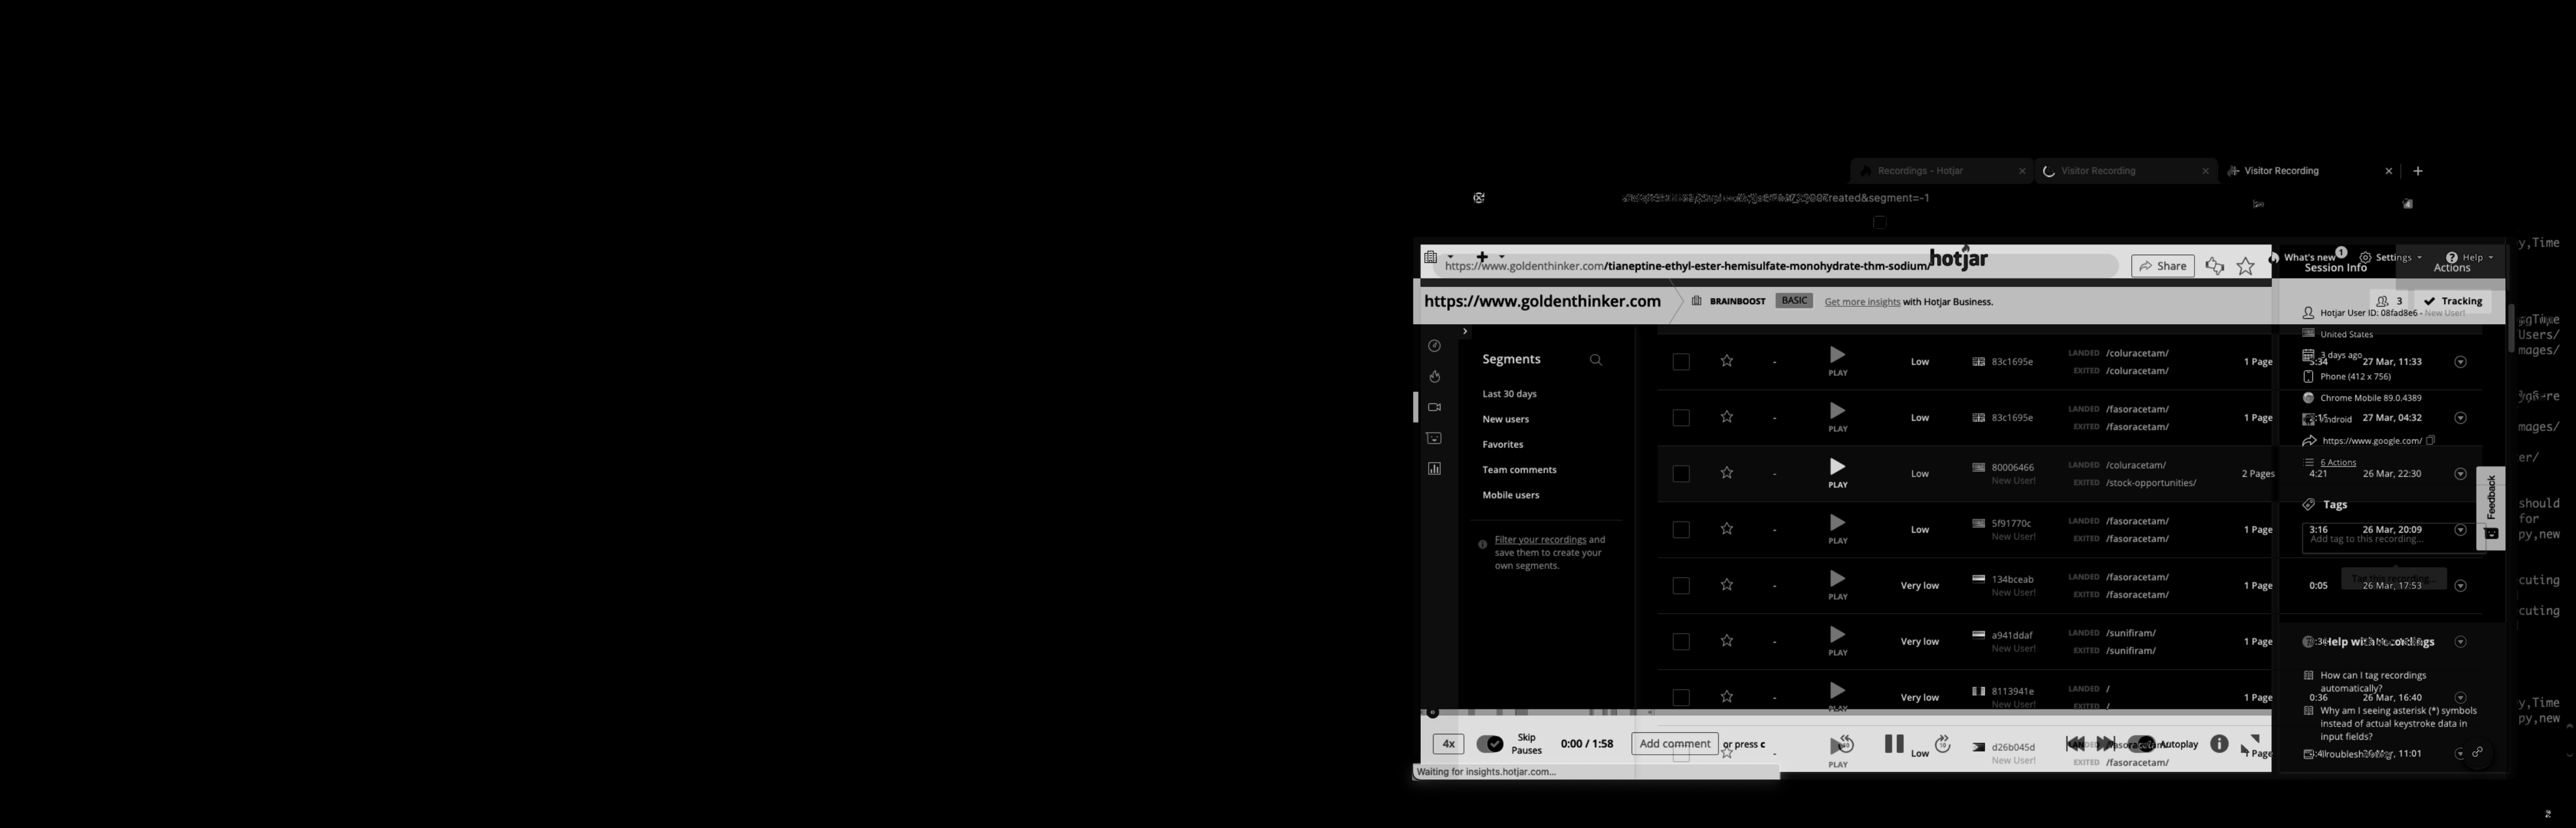 Recordings - Hotjar
Visitor Recording
Visitor Recording
created&segment=-1
https://www.goldenthinker.com/tianeptine-ethyl-ester-hemisulfate-monohydrate-thm-sodium/
hotjar
Share
What's new 1
Settings
Help
Session Info
Actions
https://www.goldenthinker.com
BRAINBOOST
BASIC
Get more insights with Hotjar Business.
3
Tracking
Hotjar User ID: 08fad8e6 - New User!
United States
Segments
Last 30 days
New users
Favorites
Team comments
Mobile users
Filter your recordings and
save them to create your
own segments.
PLAY
Low
83c1695e
LANDED /coluracetam/
EXITED /coluracetam/
1 Page
5:34
27 Mar, 11:33
3 days ago
Phone (412 x 756)
Chrome Mobile 89.0.4389
PLAY
Low
83c1695e
LANDED /fasoracetam/
EXITED /fasoracetam/
1 Page
27 Mar, 04:32
Android
https://www.google.com/
6 Actions
PLAY
Low
80006466
New User!
LANDED /coluracetam/
EXITED /stock-opportunities/
2 Pages
4:21
26 Mar, 22:30
Tags
PLAY
Low
5f91770c
New User!
LANDED /fasoracetam/
EXITED /fasoracetam/
1 Page
3:16
26 Mar, 20:09
Add tag to this recording...
Feedback
PLAY
Very low
134bceab
New User!
LANDED /fasoracetam/
EXITED /fasoracetam/
1 Page
0:05
26 Mar, 17:53
Tag this recording...
PLAY
Very low
a941ddaf
New User!
LANDED /sunifiram/
EXITED /sunifiram/
1 Page
Help with recordings
How can I tag recordings
automatically?
PLAY
Very low
8113941e
New User!
LANDED /
EXITED /
1 Page
0:36
26 Mar, 16:40
Why am I seeing asterisk (*) symbols
instead of actual keystroke data in
input fields?
4x
Skip
Pauses
0:00 / 1:58
Add comment
or press c
PLAY
Low
d26b045d
New User!
LANDED
EXITED /fasoracetam/
Autoplay
Page
11:01
Waiting for insights.hotjar.com...
y,Time
Users/
mages/
mages/
er/
should
for
py,new
cuting
cuting
y,Time
py,new